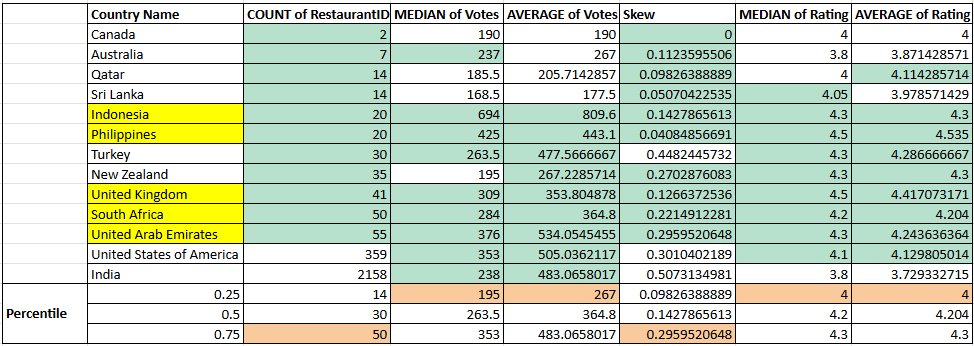 Country Name COUNT of RestaurantID MEDIAN of Votes AVERAGE of Votes Skew MEDIAN of Rating AVERAGE of Rating
Canada 2 190 190 0 4 4
Australia 7 237 267 0.1123595506 3.8 3.871428571
Qatar 14 185.5 205.7142857 0.09826388889 4 4.114285714
Sri Lanka 14 168.5 177.5 0.05070422535 4.05 3.978571429
Indonesia 20 694 809.6 0.1427865613 4.3 4.3
Philippines 20 425 443.1 0.04084856691 4.5 4.535
Turkey 30 263.5 477.5666667 0.4482445732 4.3 4.286666667
New Zealand 35 195 267.2285714 0.2702876083 4.3 4.3
United Kingdom 41 309 353.804878 0.1266372536 4.5 4.417073171
South Africa 50 284 364.8 0.2214912281 4.2 4.204
United Arab Emirates 55 376 534.0545455 0.2959520648 4.3 4.243636364
United States of America 359 353 505.0362117 0.3010402189 4.1 4.129805014
India 2158 238 483.0658017 0.5073134981 3.8 3.729332715
0.25 14 195 267 0.09826388889 4 4
Percentile 0.5 30 263.5 364.8 0.1427865613 4.2 4.204
0.75 50 353 483.0658017 0.2959520648 4.3 4.3